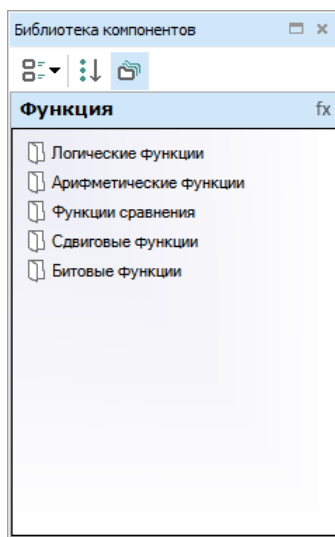 Библиотека компонентов
Функция fx
Логические функции
Арифметические функции
Функции сравнения
Сдвиговые функции
Битовые функции